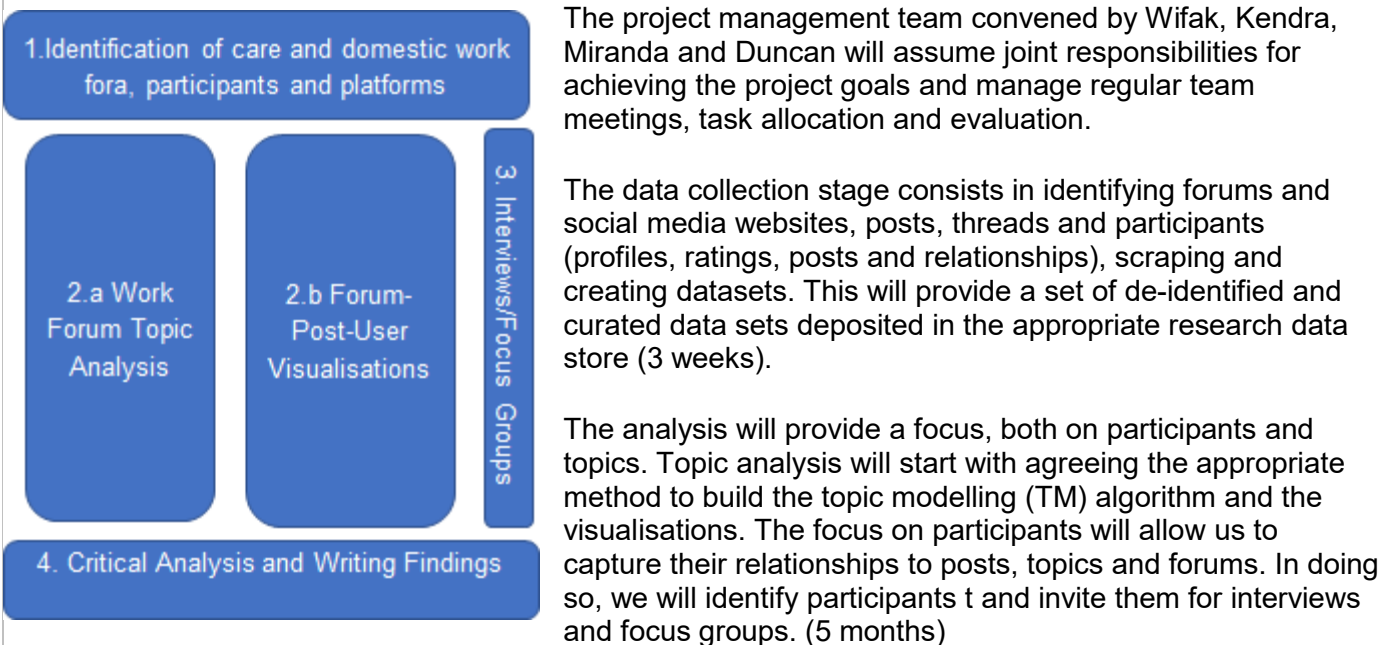 1.Identification of care and domestic work
fora, participants and platforms
2.a Work
Forum Topic
Analysis
2.b Forum-
Post-User
Visualisations
3. Interviews/Focus Groups
4. Critical Analysis and Writing Findings
The project management team convened by Wifak, Kendra,
Miranda and Duncan will assume joint responsibilities for
achieving the project goals and manage regular team
meetings, task allocation and evaluation.
The data collection stage consists in identifying forums and
social media websites, posts, threads and participants
(profiles, ratings, posts and relationships), scraping and
creating datasets. This will provide a set of de-identified and
curated data sets deposited in the appropriate research data
store (3 weeks).
The analysis will provide a focus, both on participants and
topics. Topic analysis will start with agreeing the appropriate
method to build the topic modelling (TM) algorithm and the
visualisations. The focus on participants will allow us to
capture their relationships to posts, topics and forums. In doing
so, we will identify participants t and invite them for interviews
and focus groups. (5 months)